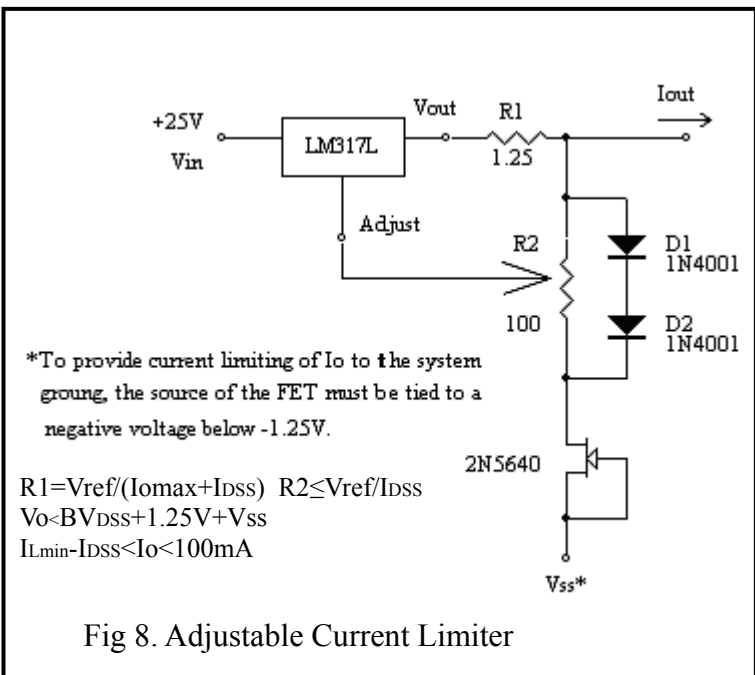 +25V
Vin
LM317L
Vout
R1
1.25
Iout
Adjust
R2
100
D1
1N4001
D2
1N4001
*To provide current limiting of Io to the system
groung, the source of the FET must be tied to a
negative voltage below -1.25V.
2N5640
R1=Vref/(Iomax+IDSS) R2≤Vref/IDSS
Vo<BVDSS+1.25V+Vss
ILmin-IDSS<Io<100mA
Vss*
Fig 8. Adjustable Current Limiter